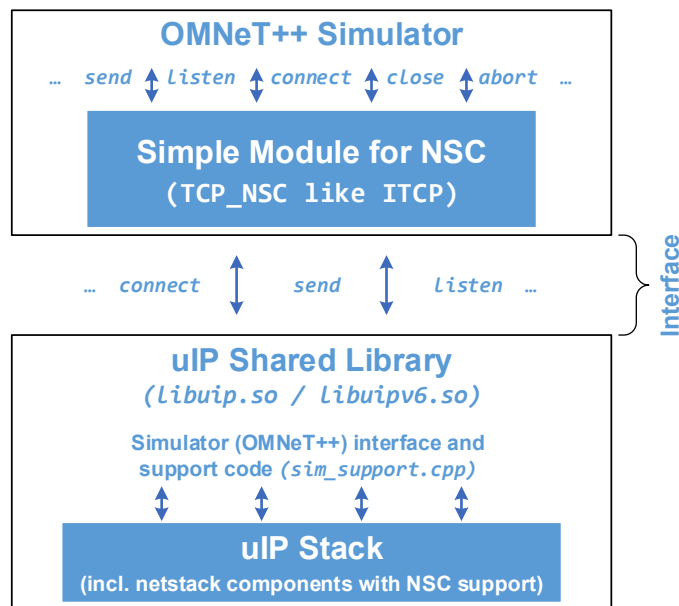 OMNeT++ Simulator
… send listen connect close abort …
Simple Module for NSC
(TCP_NSC like ITCP)
… connect send listen …
Interface
uIP Shared Library
(libuip.so / libuipv6.so)
Simulator (OMNeT++) interface and
support code (sim_support.cpp)
uIP Stack
(incl. netstack components with NSC support)